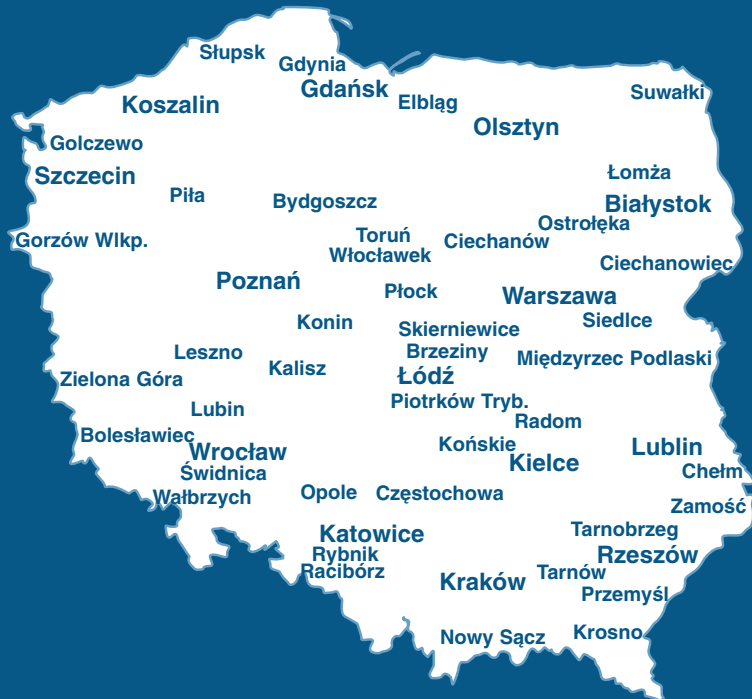 Słupsk
Gdynia
Gdańsk
Suwałki
Elbląg
Koszalin
Olsztyn
Golczewo
Łomża
Szczecin
Piła
Bydgoszcz
Białystok
Ostrołęka
Toruń
Gorzów Wlkp.
Ciechanów
Włocławek
Ciechanowiec
Poznań
Płock
Warszawa
Konin
Siedlce
Skierniewice
Leszno
Brzeziny
Międzyrzec Podlaski
Kalisz
Łódź
Zielona Góra
Piotrków Tryb.
Lubin
Radom
Bolesławiec
Końskie
Lublin
Wrocław
Kielce
Chełm
Świdnica
Wałbrzych
Opole
Częstochowa
Zamość
Tarnobrzeg
Katowice
Rybnik
Rzeszów
Racibórz
Tarnów
Kraków
Przemyśl
Krosno
Nowy Sącz